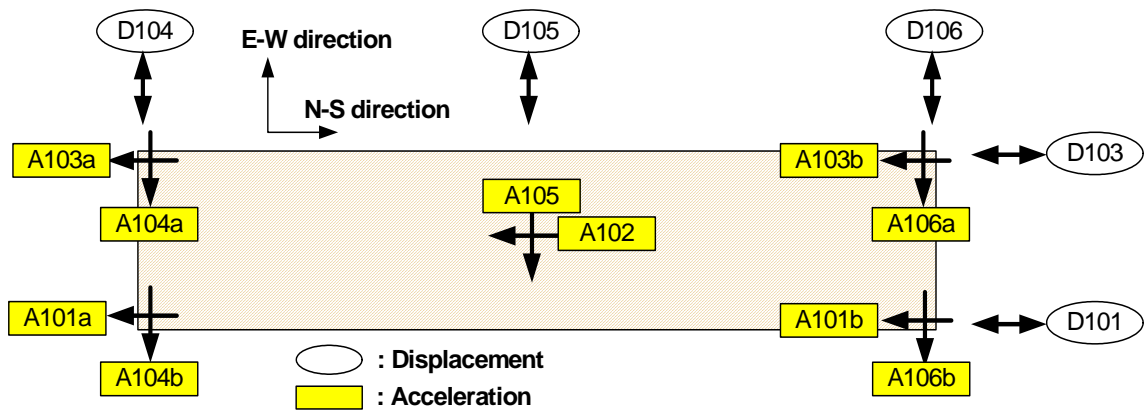 D104
D105
D106
E-W direction
N-S direction
A103a
A103b
D103
A104a
A105
A106a
A102
A101a
A101b
D101
A104b
: Displacement
A106b
: Acceleration